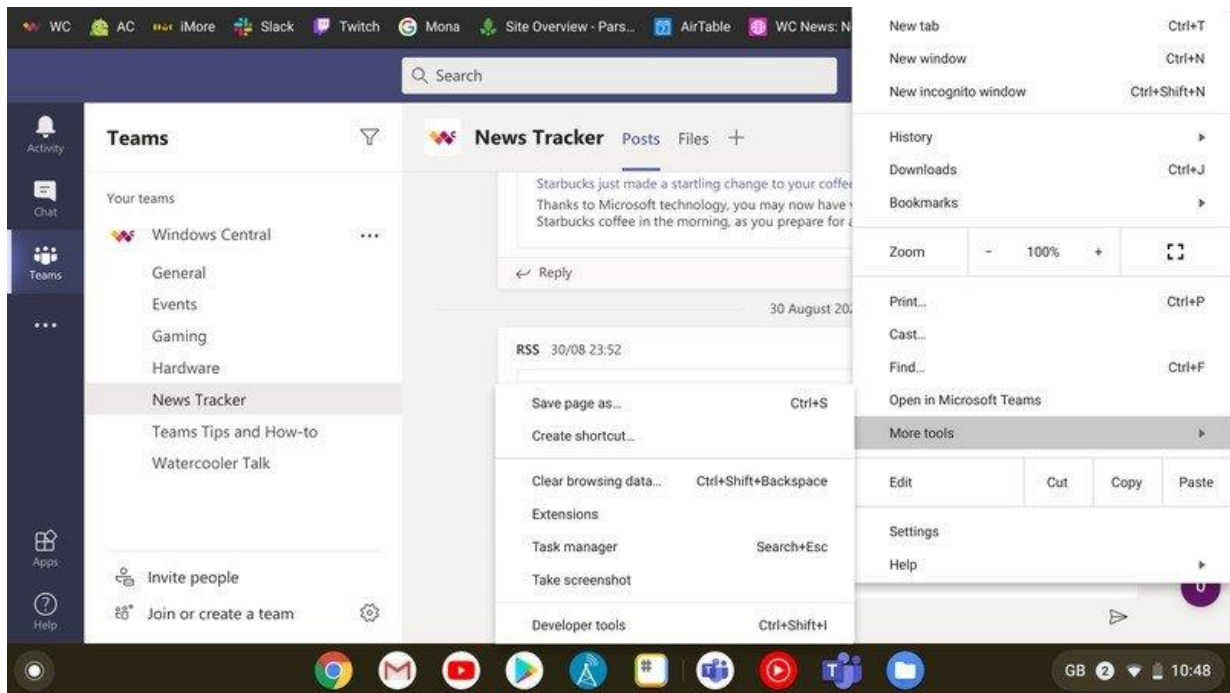 WC AC iMore Slack Twitch Mona Site Overview - Pars... AirTable WC News: N
Search
Activity
Chat
Teams
Apps
Help
Teams
Your teams
Windows Central
General
Events
Gaming
Hardware
News Tracker
Teams Tips and How-to
Watercooler Talk
Invite people
Join or create a team
News Tracker Posts Files +
Starbucks just made a startling change to your coffee
Thanks to Microsoft technology, you may now have
Starbucks coffee in the morning, as you prepare for
Reply
30 August 202
RSS 30/08 23:52
Save page as... Ctrl+S
Create shortcut...
Clear browsing data... Ctrl+Shift+Backspace
Extensions
Task manager Search+Esc
Take screenshot
Developer tools Ctrl+Shift+I
New tab Ctrl+T
New window Ctrl+N
New incognito window Ctrl+Shift+N
History
Downloads Ctrl+J
Bookmarks
Zoom - 100% +
Print... Ctrl+P
Cast...
Find... Ctrl+F
Open in Microsoft Teams
More tools
Edit Cut Copy Paste
Settings
Help
GB 2 10:48